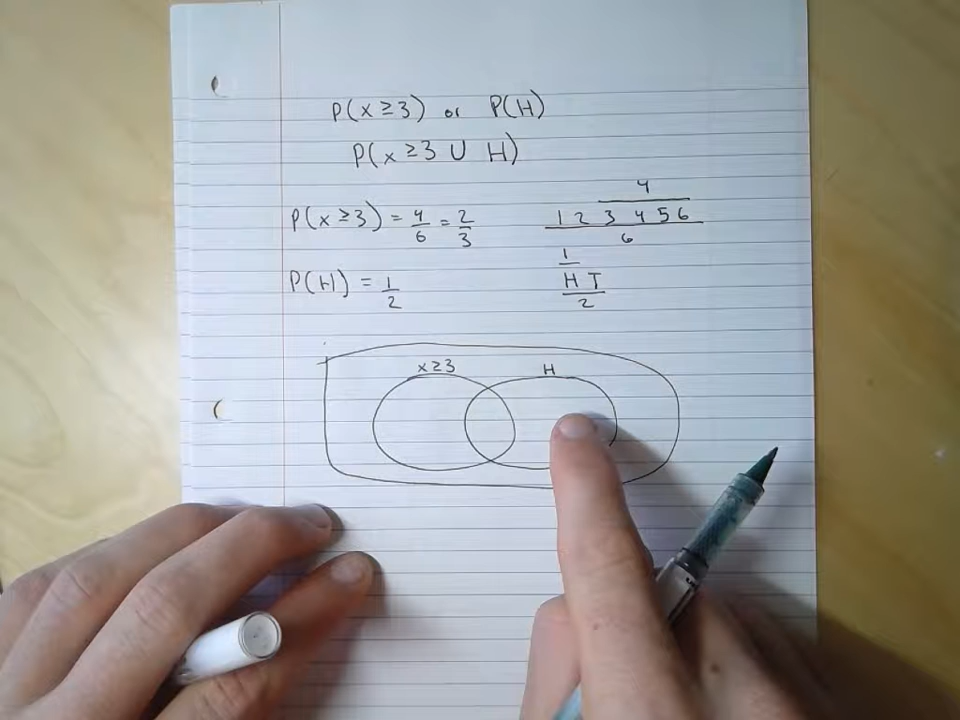 P(x≥3) or P(H)
P(x≥3 U H)
4
P(x≥3) = 4/6 = 2/3 1 2 3 4 5 6
6
1
P(H) = 1/2 H T
2
x≥3 H